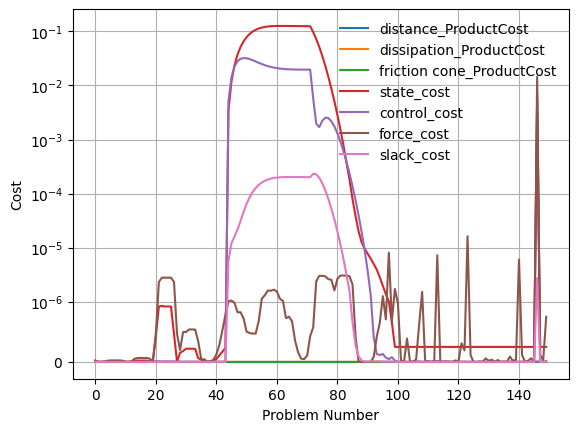 distance_ProductCost
dissipation_ProductCost
friction cone_ProductCost
state_cost
control_cost
force_cost
slack_cost
Cost
10⁻¹
10⁻²
10⁻³
10⁻⁴
10⁻⁵
10⁻⁶
0
0 20 40 60 80 100 120 140
Problem Number